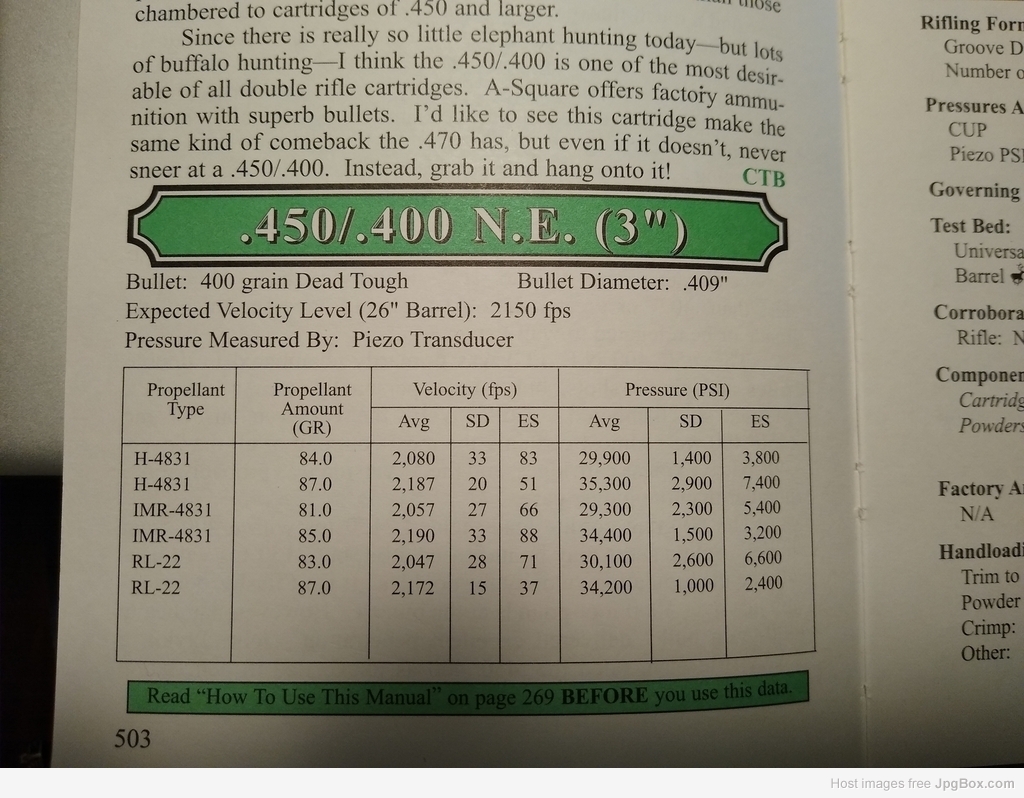 chambered to cartridges of .450 and larger.
those
Since there is really so little elephant hunting today—but lots
of buffalo hunting—I think the .450/.400 is one of the most desir-
able of all double rifle cartridges. A-Square offers factory ammu-
nition with superb bullets. I'd like to see this cartridge make the
same kind of comeback the .470 has, but even if it doesn't, never
sneer at a .450/.400. Instead, grab it and hang onto it!
CTB
.450/.400 N.E. (3")
Bullet: 400 grain Dead Tough Bullet Diameter: .409"
Expected Velocity Level (26" Barrel): 2150 fps
Pressure Measured By: Piezo Transducer
Propellant Type Propellant Amount (GR) Velocity (fps) Pressure (PSI)
Avg SD ES Avg SD ES
H-4831 84.0 2,080 33 83 29,900 1,400 3,800
H-4831 87.0 2,187 20 51 35,300 2,900 7,400
IMR-4831 81.0 2,057 27 66 29,300 2,300 5,400
IMR-4831 85.0 2,190 33 88 34,400 1,500 3,200
RL-22 83.0 2,047 28 71 30,100 2,600 6,600
RL-22 87.0 2,172 15 37 34,200 1,000 2,400
Read "How To Use This Manual" on page 269 BEFORE you use this data.
503
Rifling Forn
Groove D
Number o
Pressures A
CUP
Piezo PSI
Governing
Test Bed:
Universa
Barrel
Corrobora
Rifle: N
Componen
Cartridg
Powders
Factory A
N/A
Handloadi
Trim to
Powder
Crimp:
Other:
Host images free JpgBox.com